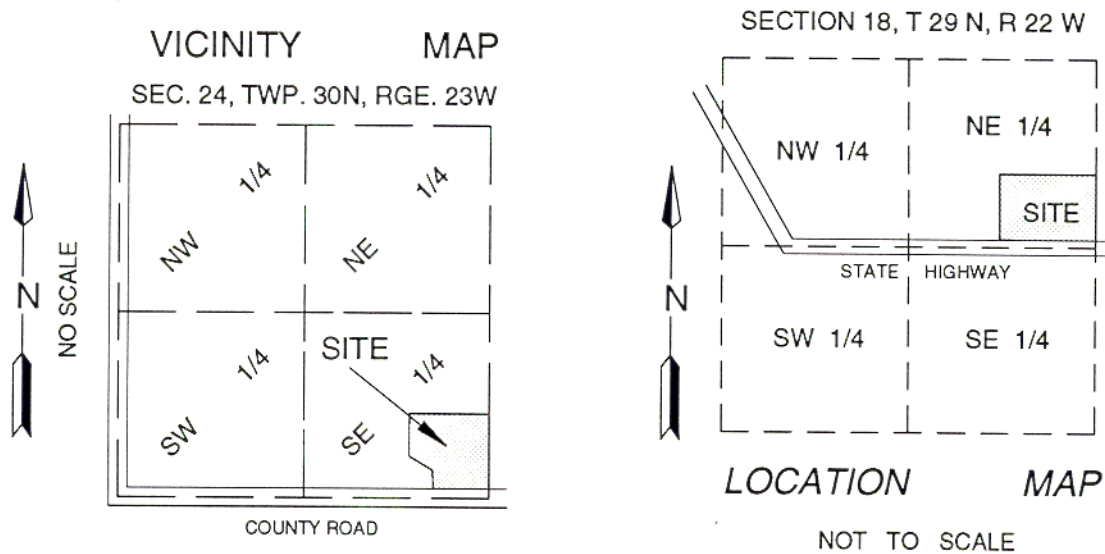 VICINITY MAP
SEC. 24, TWP. 30N, RGE. 23W
NW 1/4
NE 1/4
N
NO SCALE
SITE
SW 1/4
SE 1/4
COUNTY ROAD
SECTION 18, T 29 N, R 22 W
NW 1/4
NE 1/4
SITE
STATE HIGHWAY
N
SW 1/4
SE 1/4
LOCATION MAP
NOT TO SCALE